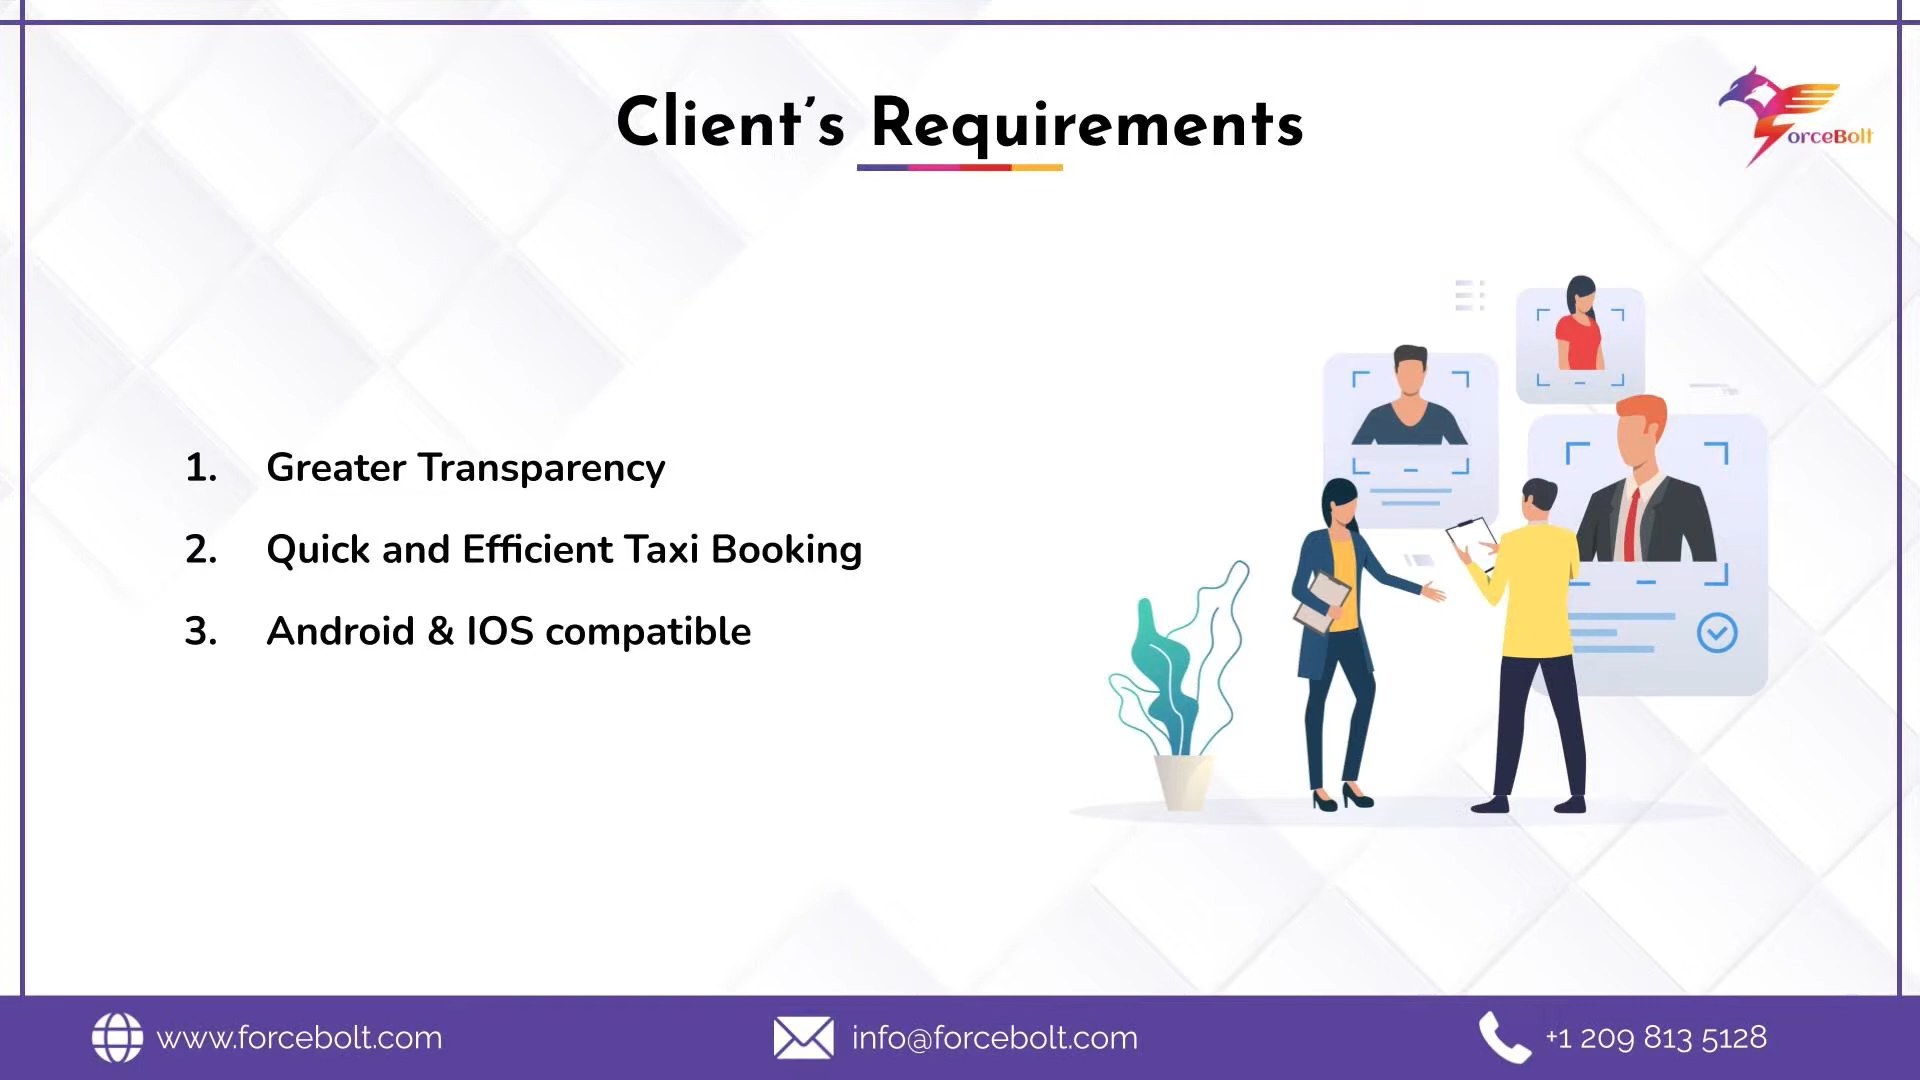 Client’s Requirements
orceBolt
1. Greater Transparency
2. Quick and Efficient Taxi Booking
3. Android & IOS compatible
www.forcebolt.com
info@forcebolt.com
+1 209 813 5128